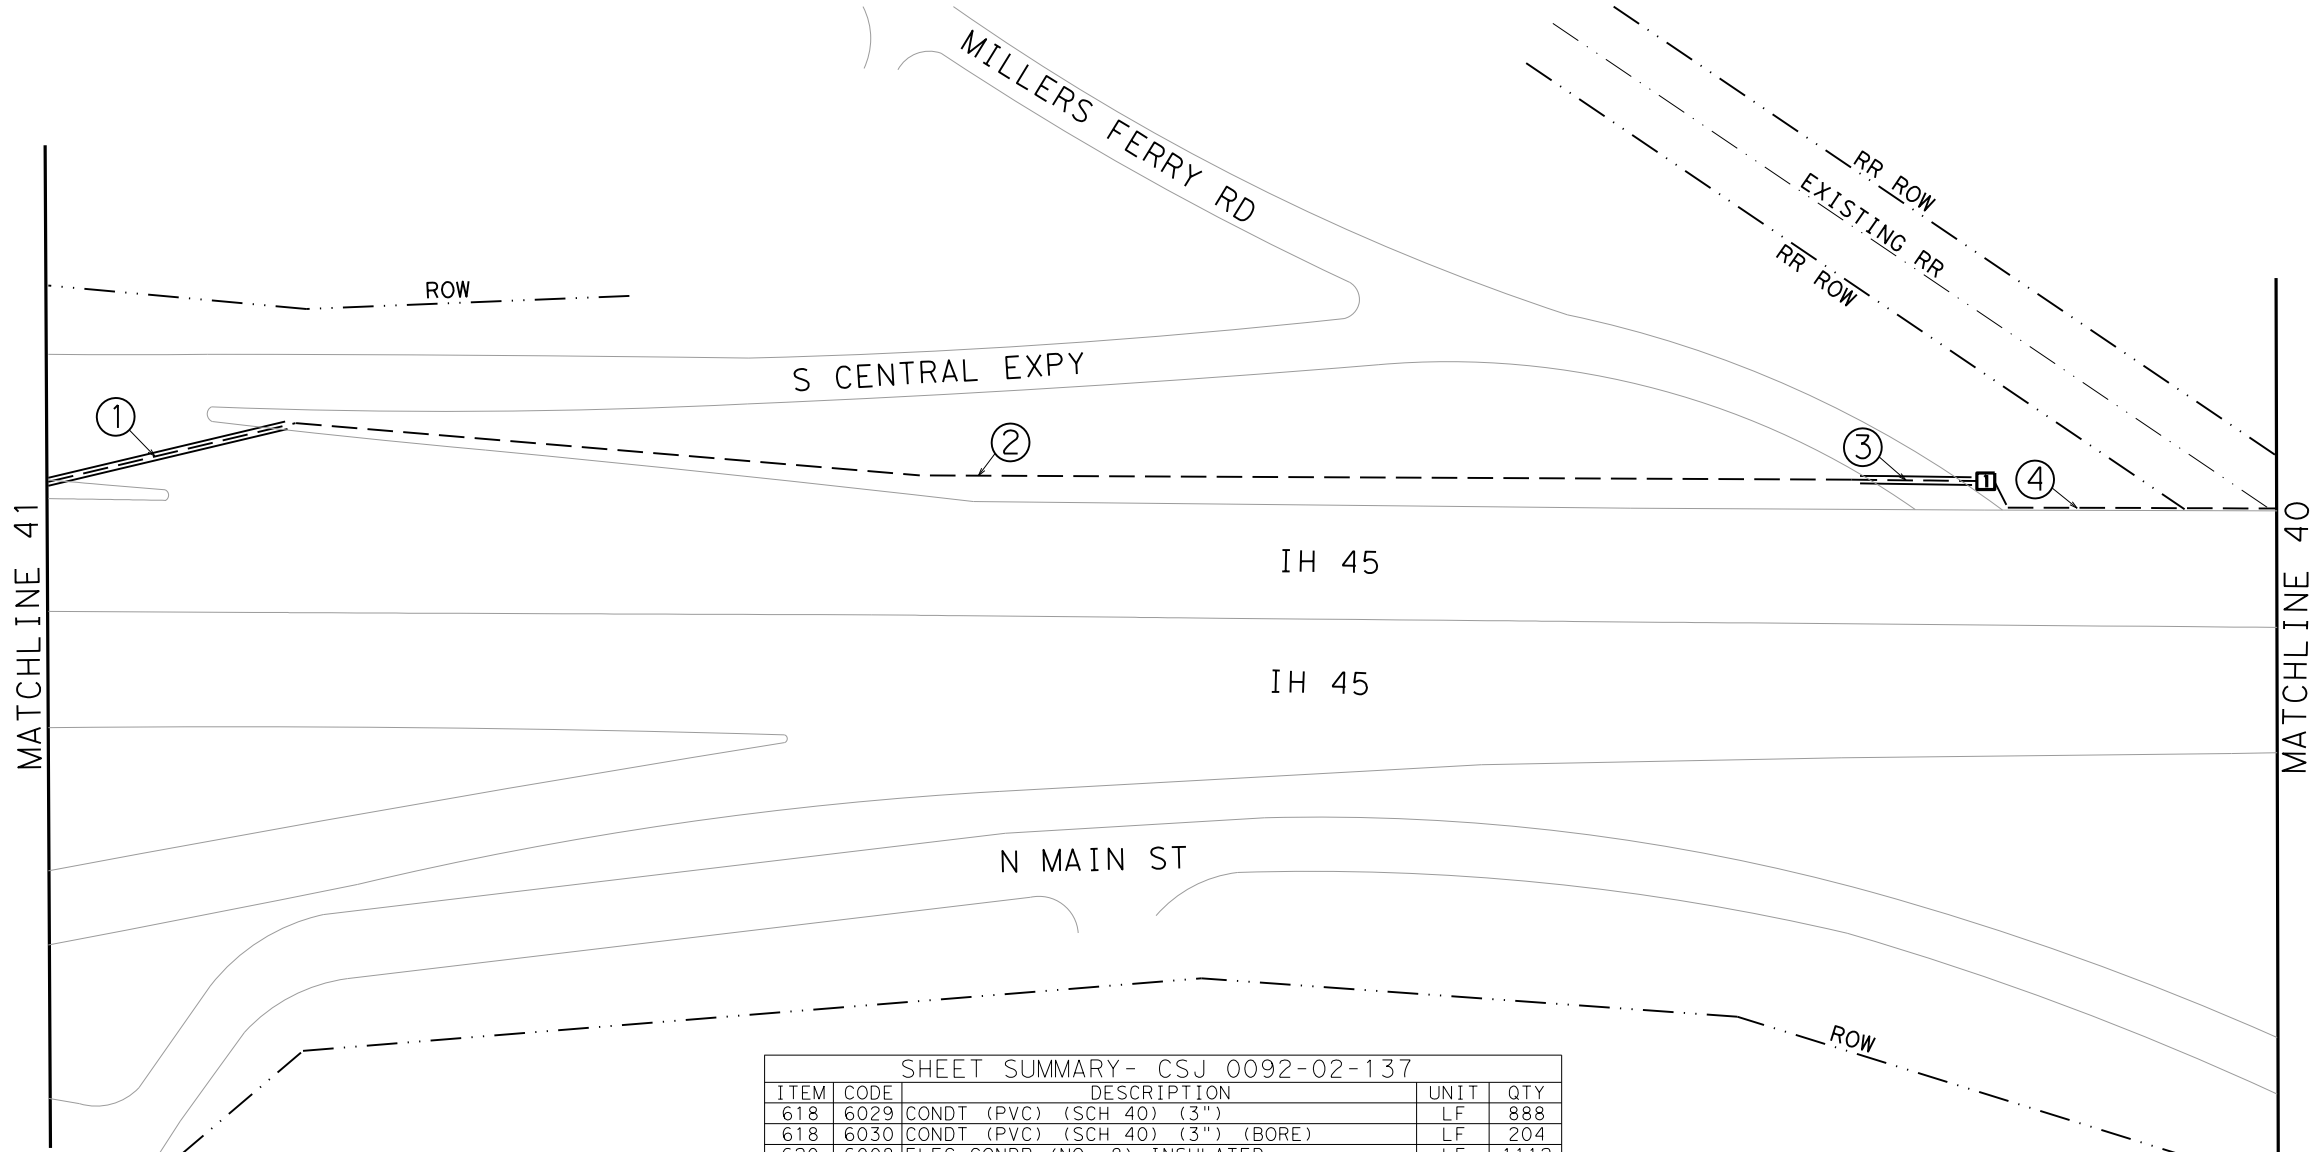 MILLERS FERRY RD
RR ROW
EXISTING RR
RR ROW
ROW
S CENTRAL EXPY
1
2
3
1
4
MATCHLINE 41
MATCHLINE 40
IH 45
IH 45
N MAIN ST
ROW
SHEET SUMMARY- CSJ 0092-02-137
ITEM CODE DESCRIPTION UNIT QTY
618 6029 CONDT (PVC) (SCH 40) (3") LF 888
618 6030 CONDT (PVC) (SCH 40) (3") (BORE) LF 204